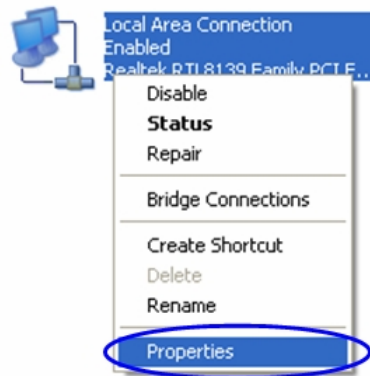 Local Area Connection
Enabled
Realtek RTL8139 Family PCI F...
Disable
Status
Repair
Bridge Connections
Create Shortcut
Delete
Rename
Properties